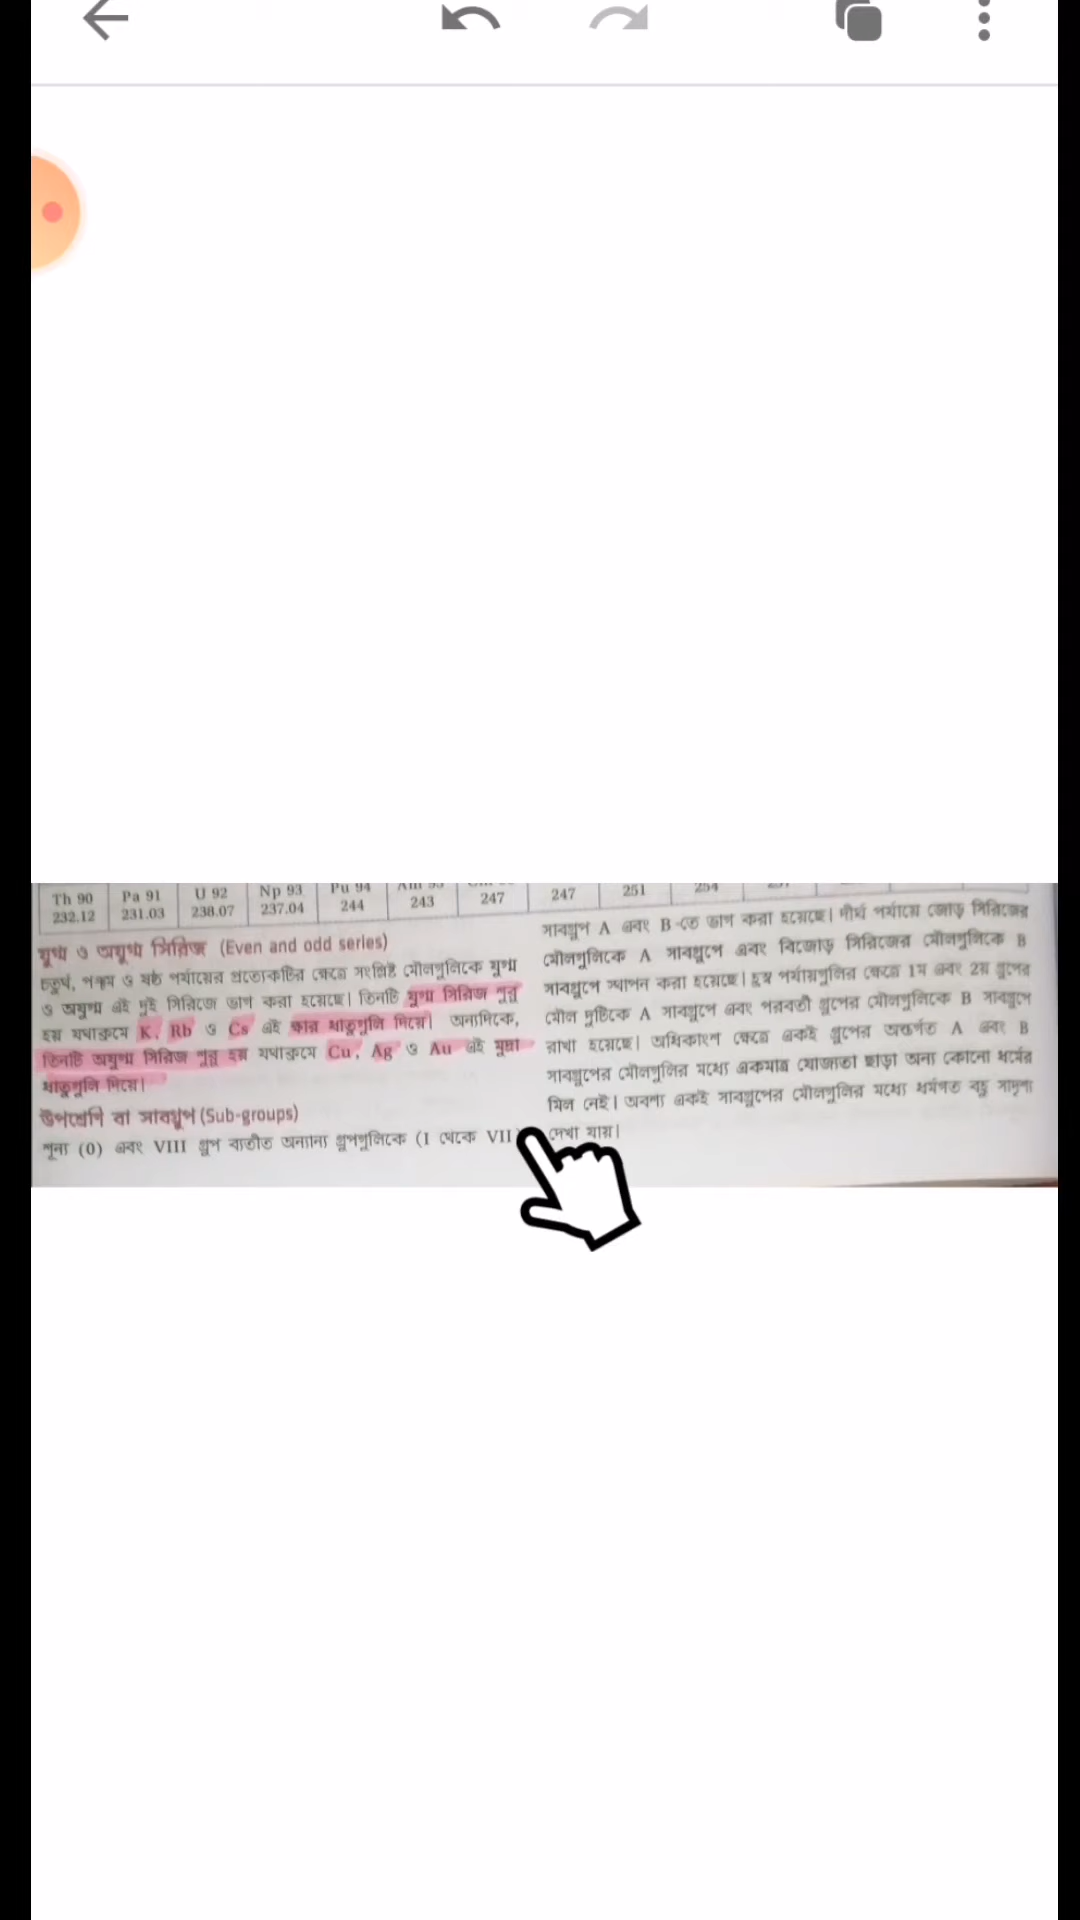 Th 90
232.12
Pa 91
231.03
U 92
238.07
Np 93
237.04
Pu 94
244
243
247
247
251
254
যুগ্ম ও অযুগ্ম সিরিজ (Even and odd series)
চতুর্থ, পঞ্চম ও ষষ্ঠ পর্যায়ের প্রত্যেকটির ক্ষেত্রে সংশ্লিষ্ট মৌলগুলিকে যুগ্ম
ও অযুগ্ম এই দুই সিরিজে ভাগ করা হয়েছে। তিনটি যুগ্ম সিরিজ শুরু
হয় যথাক্রমে K, Rb ও Cs এই ক্ষার ধাতুগুলি দিয়ে। অন্যদিকে,
তিনটি অযুগ্ম সিরিজ শুরু হয় যথাক্রমে Cu, Ag ও Au এই মুদ্রা
ধাতুগুলি দিয়ে।
উপশ্রেণি বা সাবগ্রুপ (Sub-groups)
শূন্য (0) এবং VIII গ্রুপ ব্যতীত অন্যান্য গ্রুপগুলিকে (I থেকে VII
সাবগ্রুপ A এবং B-তে ভাগ করা হয়েছে। দীর্ঘ পর্যায়ে জোড় সিরিজের
মৌলগুলিকে A সাবগ্রুপে এবং বিজোড় সিরিজের মৌলগুলিকে B
সাবগ্রুপে স্থাপন করা হয়েছে। হ্রস্ব পর্যায়গুলির ক্ষেত্রে 1ম এবং 2য় গ্রুপের
মৌল দুটিকে A সাবগ্রুপে এবং পরবর্তী গ্রুপের মৌলগুলিকে B সাবগ্রুপে
রাখা হয়েছে। অধিকাংশ ক্ষেত্রে একই গ্রুপের অন্তর্গত A এবং B
সাবগ্রুপের মৌলগুলির মধ্যে একমাত্র যোজ্যতা ছাড়া অন্য কোনো ধর্মের
মিল নেই। অবশ্য একই সাবগ্রুপের মৌলগুলির মধ্যে ধর্মগত বহু সাদৃশ্য
দেখা যায়।